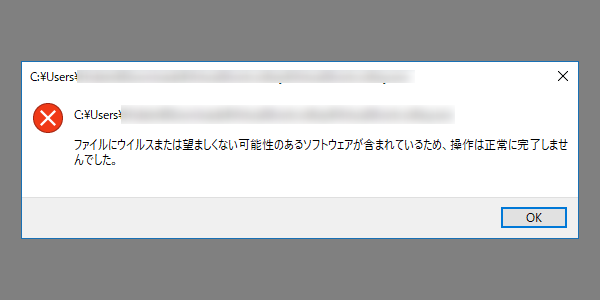 C:¥Users¥
C:¥Users¥
ファイルにウイルスまたは望ましくない可能性のあるソフトウェアが含まれているため、操作は正常に完了しませ
んでした。
OK